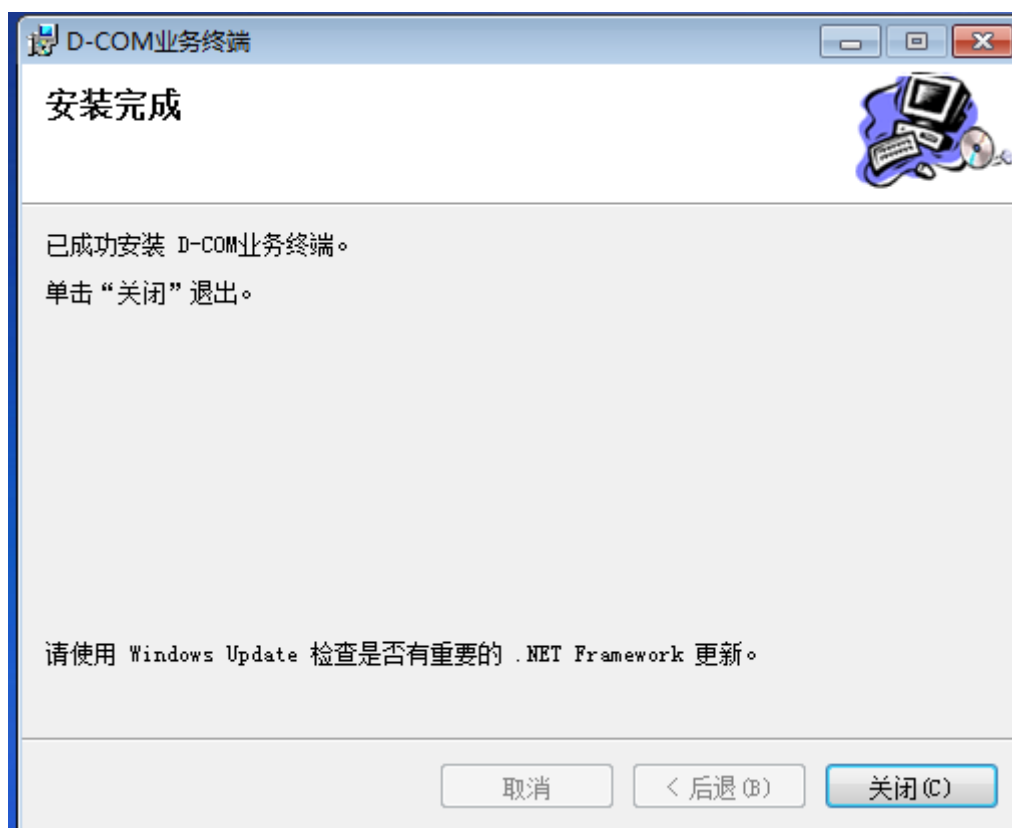 D-COM业务终端
安装完成
已成功安装 D-COM业务终端。
单击“关闭”退出。
请使用 Windows Update 检查是否有重要的 .NET Framework 更新。
取消
< 后退(B)
关闭(C)